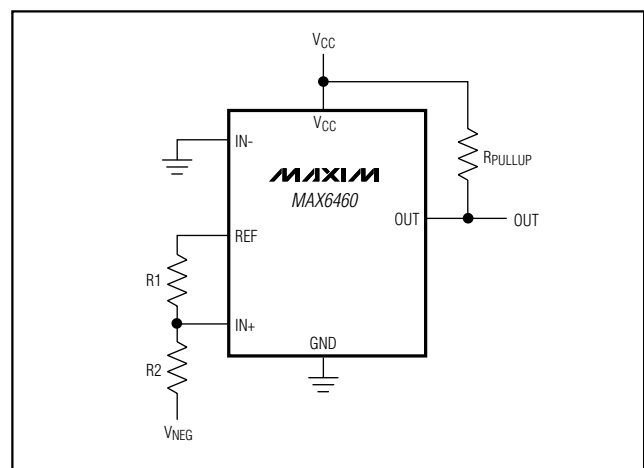 VCC
VCC
IN-
RPULLUP
MAXIM
MAX6460
OUT
OUT
REF
R1
IN+
GND
R2
VNEG